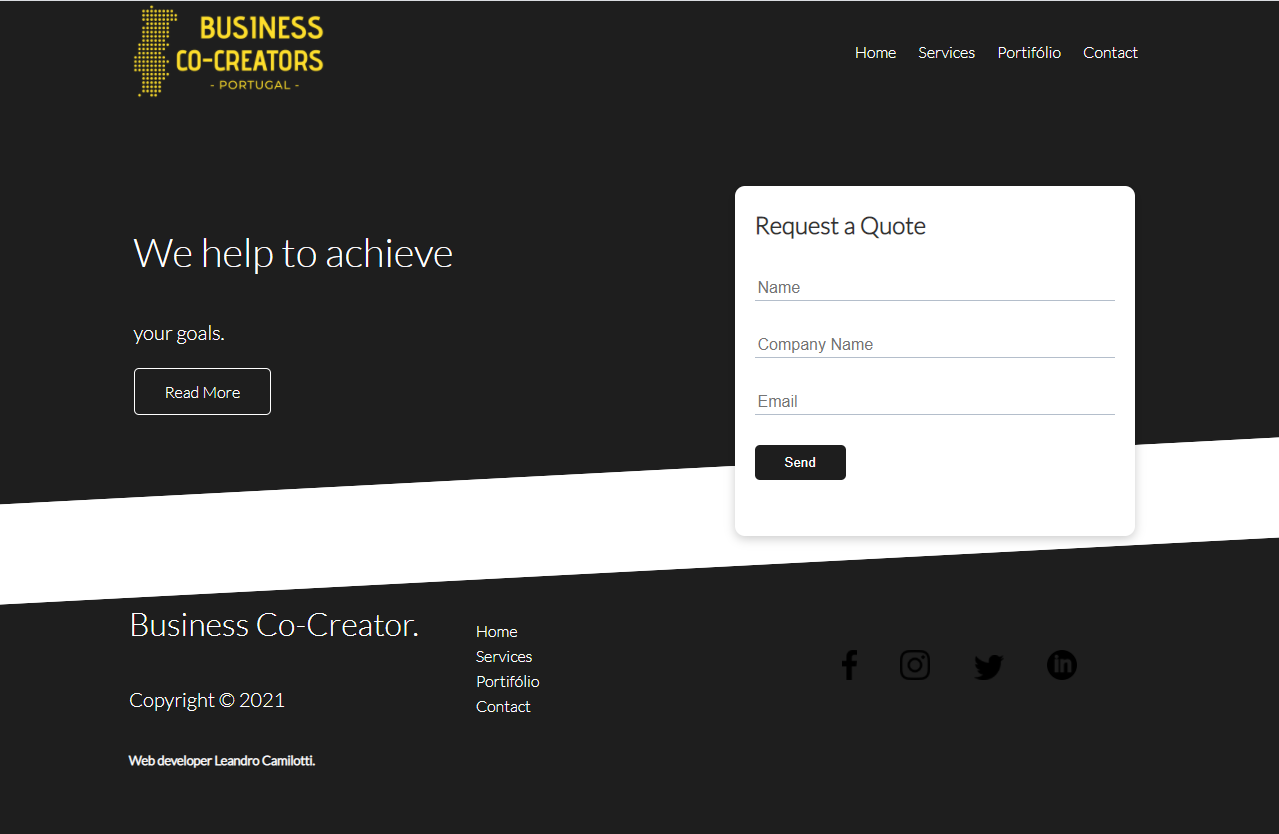 BUSINESS
CO-CREATORS
- PORTUGAL -
Home Services Portifólio Contact
We help to achieve
your goals.
Read More
Request a Quote
Name
Company Name
Email
Send
Business Co-Creator.
Copyright © 2021
Web developer Leandro Camilotti.
Home
Services
Portifólio
Contact
in